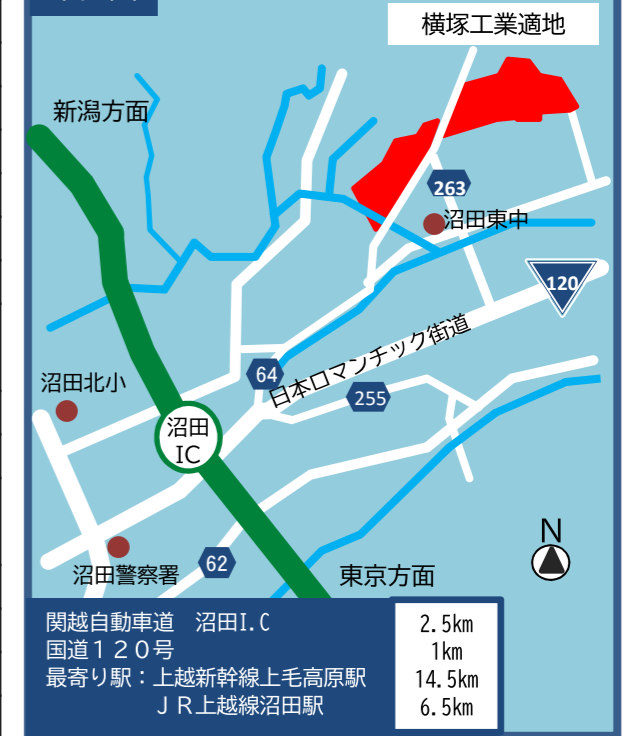 横塚工業適地
新潟方面
263
沼田東中
120
日本ロマンチック街道
64
255
沼田北小
沼田
IC
N
沼田警察署
62
東京方面
関越自動車道 沼田I.C 2.5km
国道120号 1km
最寄り駅：上越新幹線上毛高原駅 14.5km
JR上越線沼田駅 6.5km